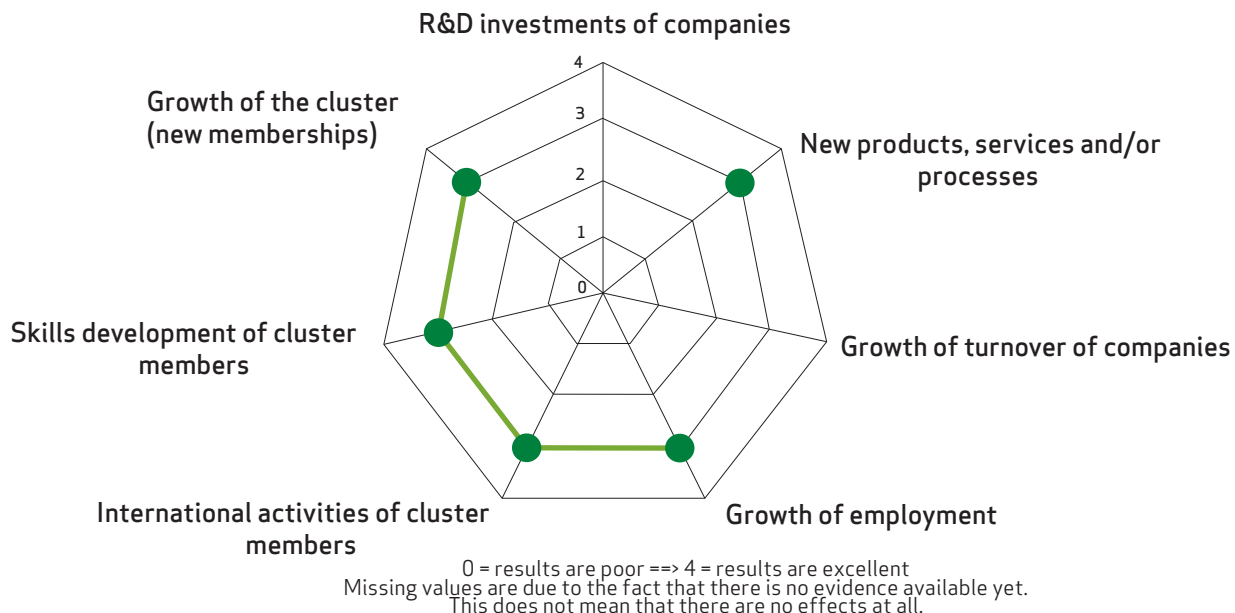 R&D investments of companies
4
3
2
1
0
Growth of the cluster
(new memberships)
New products, services and/or
processes
Skills development of cluster
members
Growth of turnover of companies
International activities of cluster
members
Growth of employment
0 = results are poor ==> 4 = results are excellent
Missing values are due to the fact that there is no evidence available yet.
This does not mean that there are no effects at all.